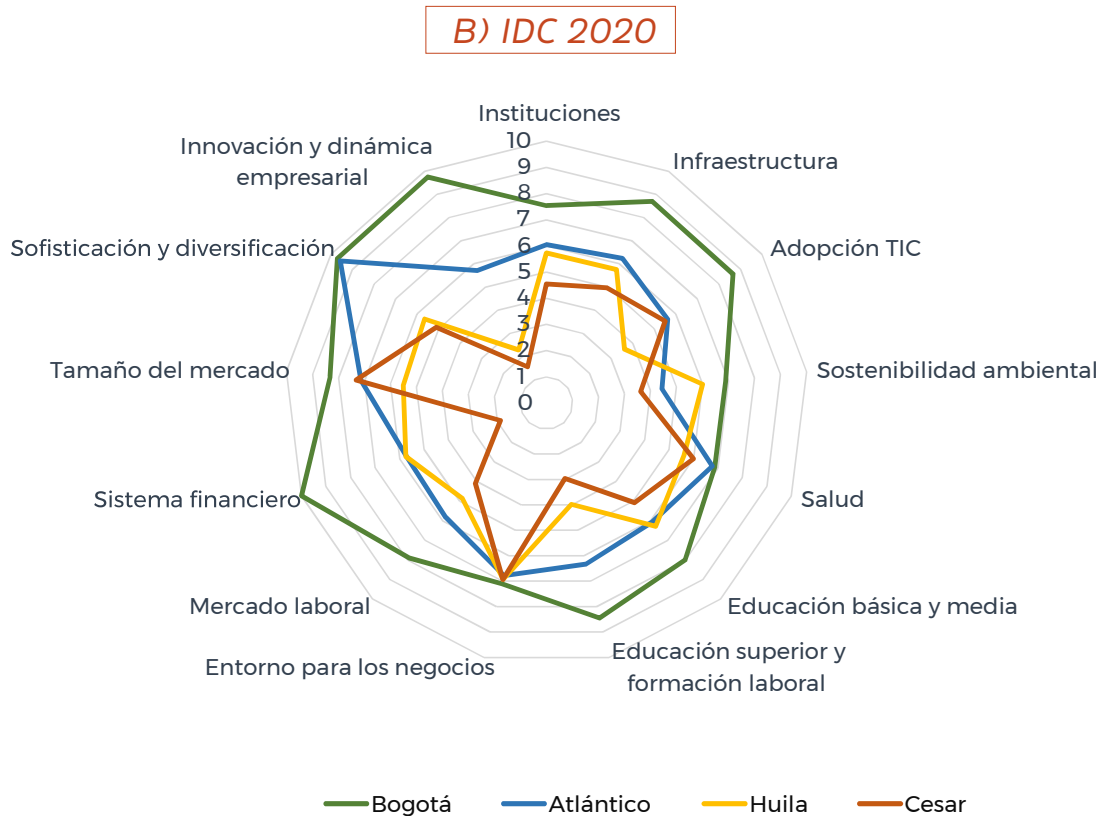 B) IDC 2020
Instituciones
Infraestructura
Adopción TIC
Sostenibilidad ambiental
Salud
Educación básica y media
Educación superior y
formación laboral
Entorno para los negocios
Mercado laboral
Sistema financiero
Tamaño del mercado
Sofisticación y diversificación
Innovación y dinámica
empresarial
10
9
8
7
6
5
4
3
2
1
0
Bogotá
Atlántico
Huila
Cesar